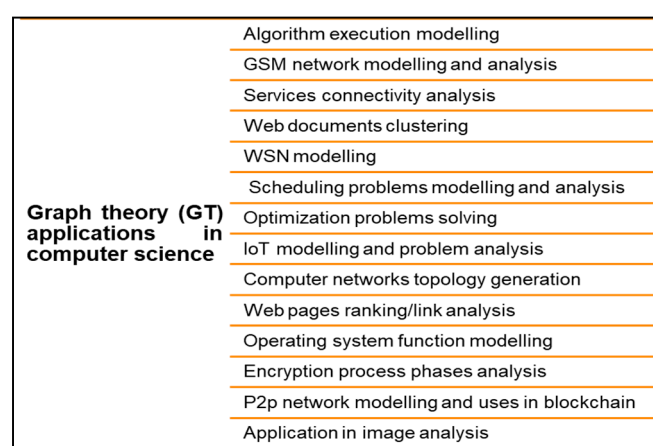 Graph theory (GT)
applications in
computer science
Algorithm execution modelling
GSM network modelling and analysis
Services connectivity analysis
Web documents clustering
WSN modelling
Scheduling problems modelling and analysis
Optimization problems solving
IoT modelling and problem analysis
Computer networks topology generation
Web pages ranking/link analysis
Operating system function modelling
Encryption process phases analysis
P2p network modelling and uses in blockchain
Application in image analysis